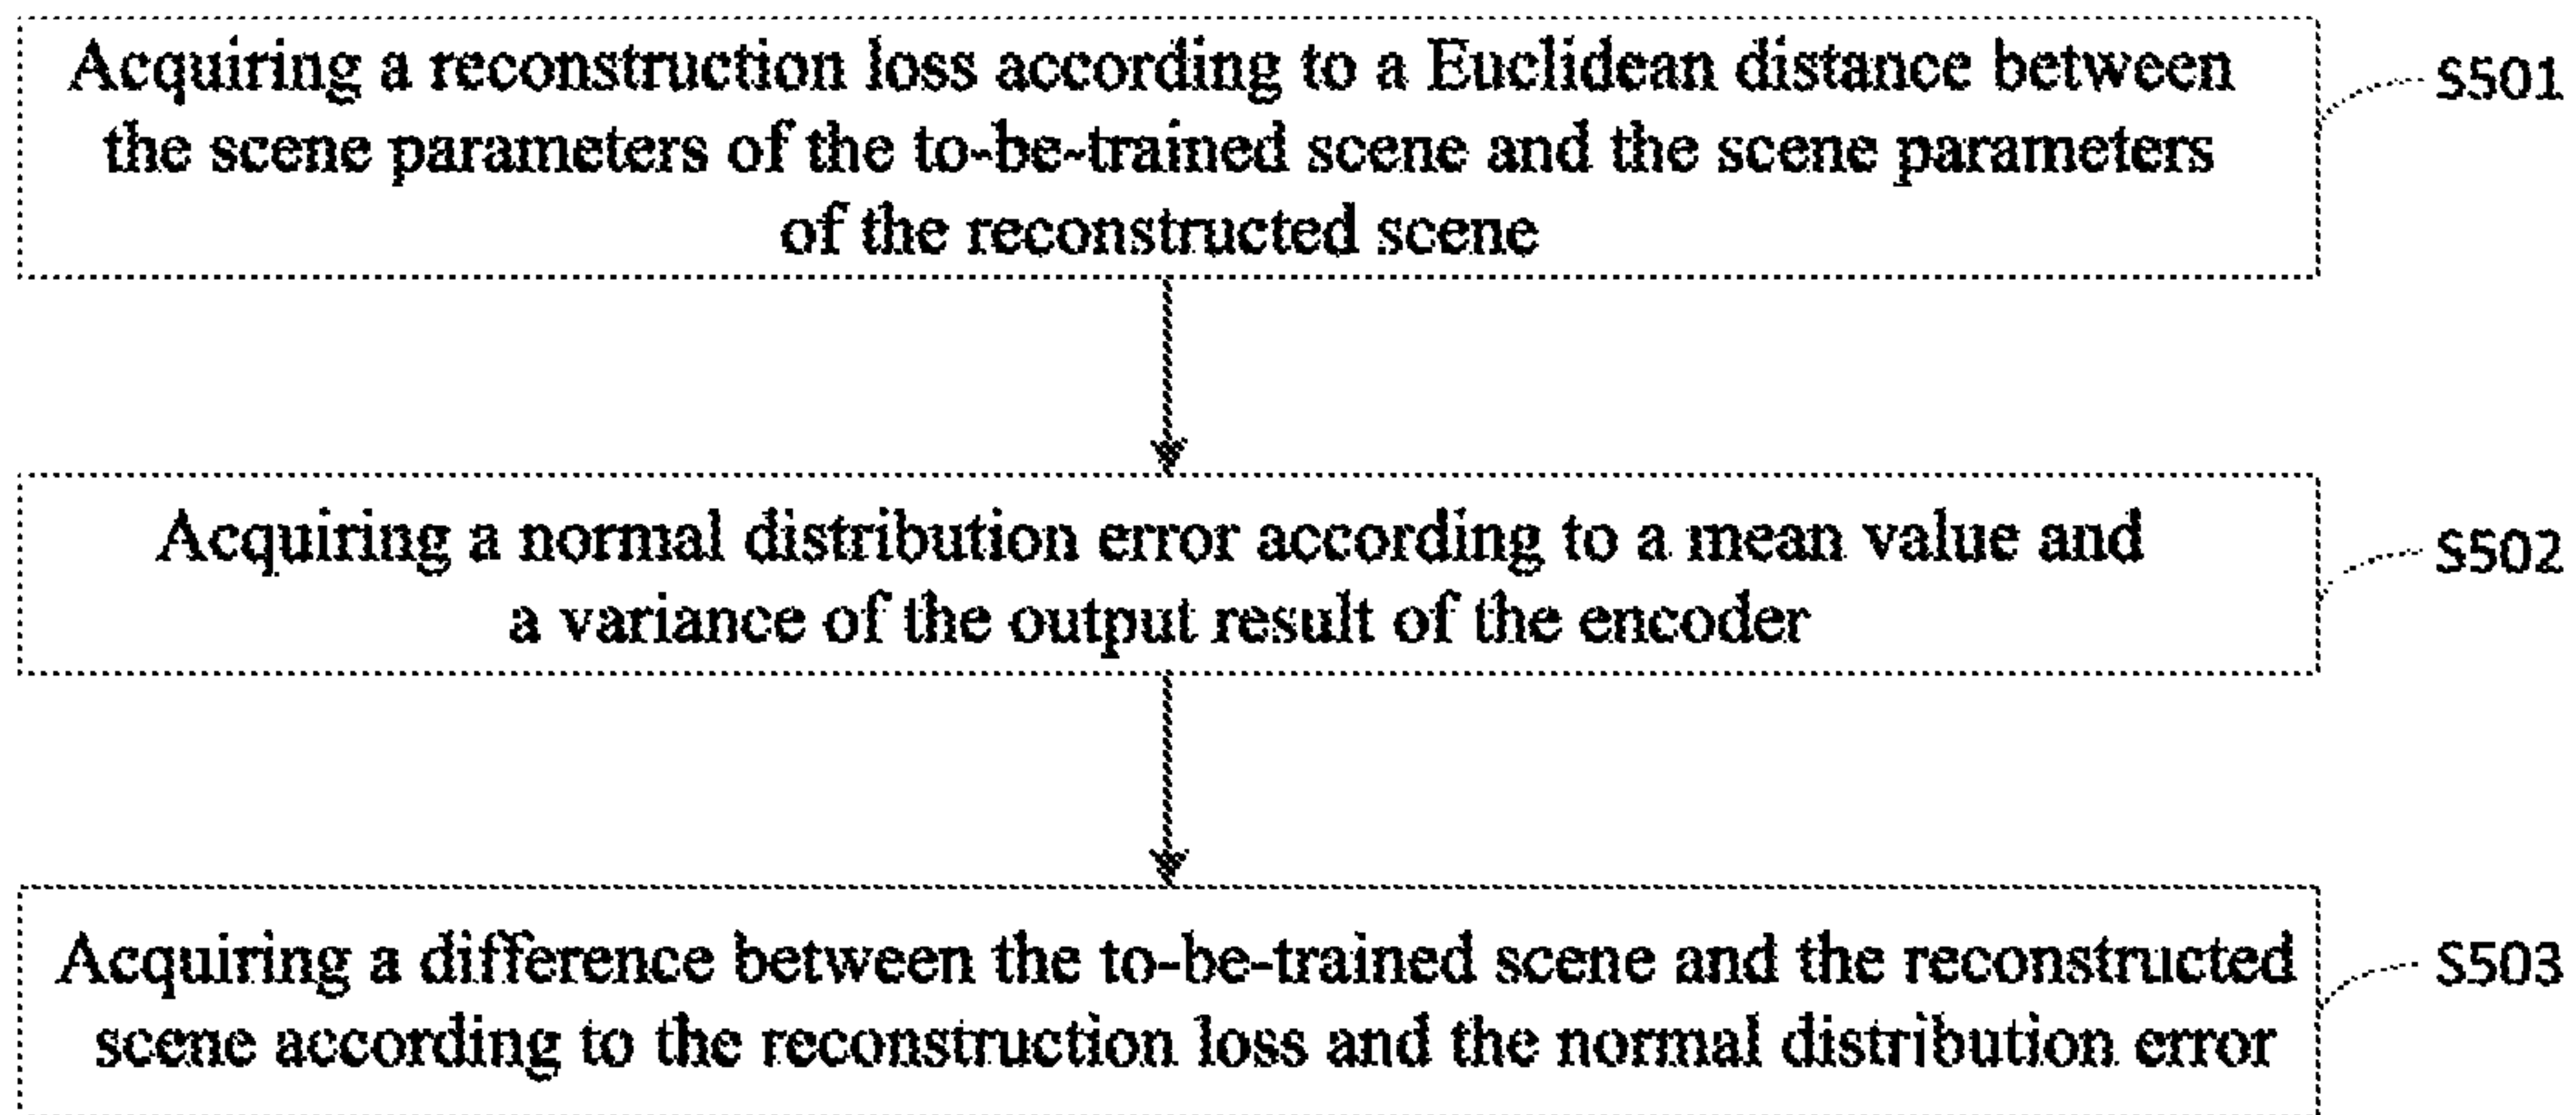 Acquiring a reconstruction loss according to a Euclidean distance between
the scene parameters of the to-be-trained scene and the scene parameters
of the reconstructed scene
S501
Acquiring a normal distribution error according to a mean value and
a variance of the output result of the encoder
S502
Acquiring a difference between the to-be-trained scene and the reconstructed
scene according to the reconstruction loss and the normal distribution error
S503